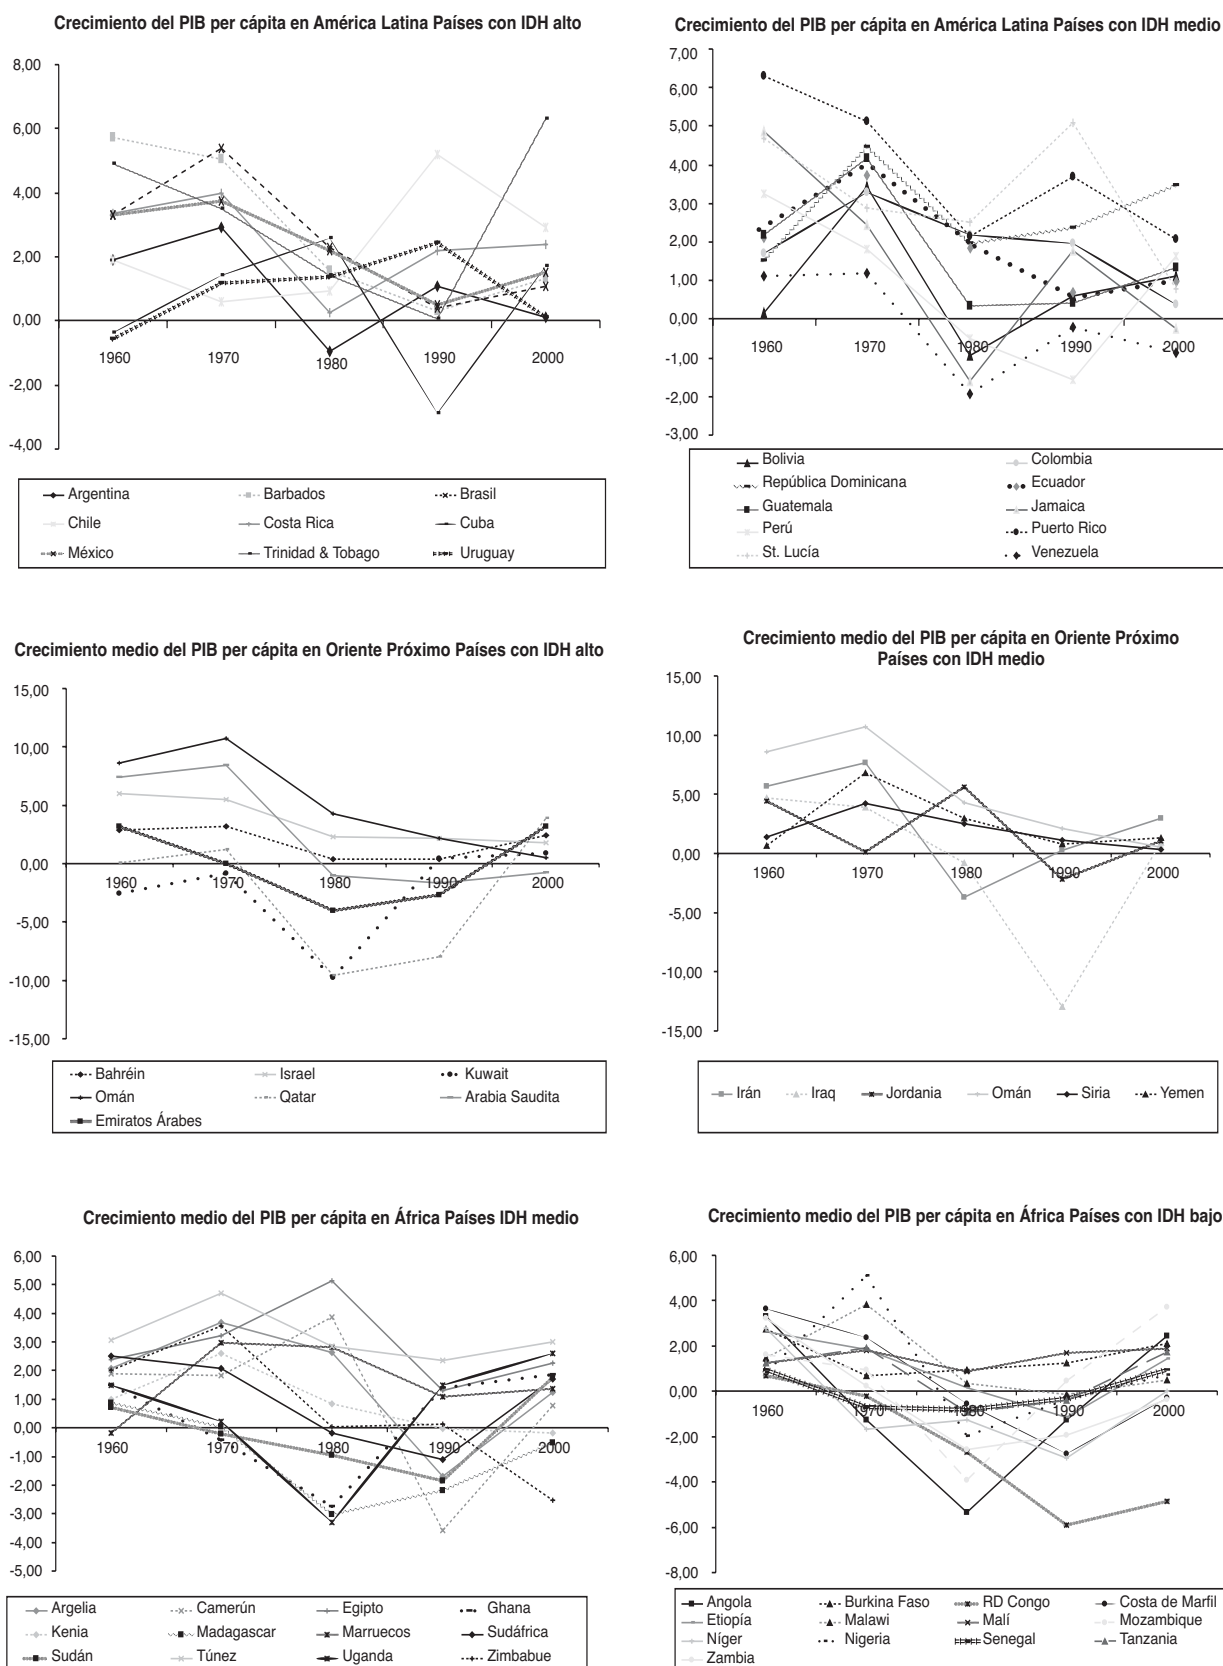 Crecimiento del PIB per cápita en América Latina Países con IDH alto
8,00
6,00
4,00
2,00
0,00
-2,00
-4,00
1960 1970 1980 1990 2000
Argentina Barbados Brasil
Chile Costa Rica Cuba
México Trinidad & Tobago Uruguay
Crecimiento del PIB per cápita en América Latina Países con IDH medio
7,00
6,00
5,00
4,00
3,00
2,00
1,00
0,00
-1,00
-2,00
-3,00
1960 1970 1980 1990 2000
Bolivia Colombia
República Dominicana Ecuador
Guatemala Jamaica
Perú Puerto Rico
St. Lucía Venezuela
Crecimiento medio del PIB per cápita en Oriente Próximo Países con IDH alto
15,00
10,00
5,00
0,00
-5,00
-10,00
-15,00
1960 1970 1980 1990 2000
Bahréin Israel Kuwait
Omán Qatar Arabia Saudita
Emiratos Árabes
Crecimiento medio del PIB per cápita en Oriente Próximo
Países con IDH medio
15,00
10,00
5,00
0,00
-5,00
-10,00
-15,00
1960 1970 1980 1990 2000
Irán Iraq Jordania Omán Siria Yemen
Crecimiento medio del PIB per cápita en África Países IDH medio
6,00
5,00
4,00
3,00
2,00
1,00
0,00
-1,00
-2,00
-3,00
-4,00
-5,00
1960 1970 1980 1990 2000
Argelia Camerún Egipto Ghana
Kenia Madagascar Marruecos Sudáfrica
Sudán Túnez Uganda Zimbabue
Crecimiento medio del PIB per cápita en África Países con IDH bajo
6,00
4,00
2,00
0,00
-2,00
-4,00
-6,00
-8,00
1960 1970 1980 1990 2000
Angola Burkina Faso RD Congo Costa de Marfil
Etiopía Malawi Malí Mozambique
Níger Nigeria Senegal Tanzania
Zambia